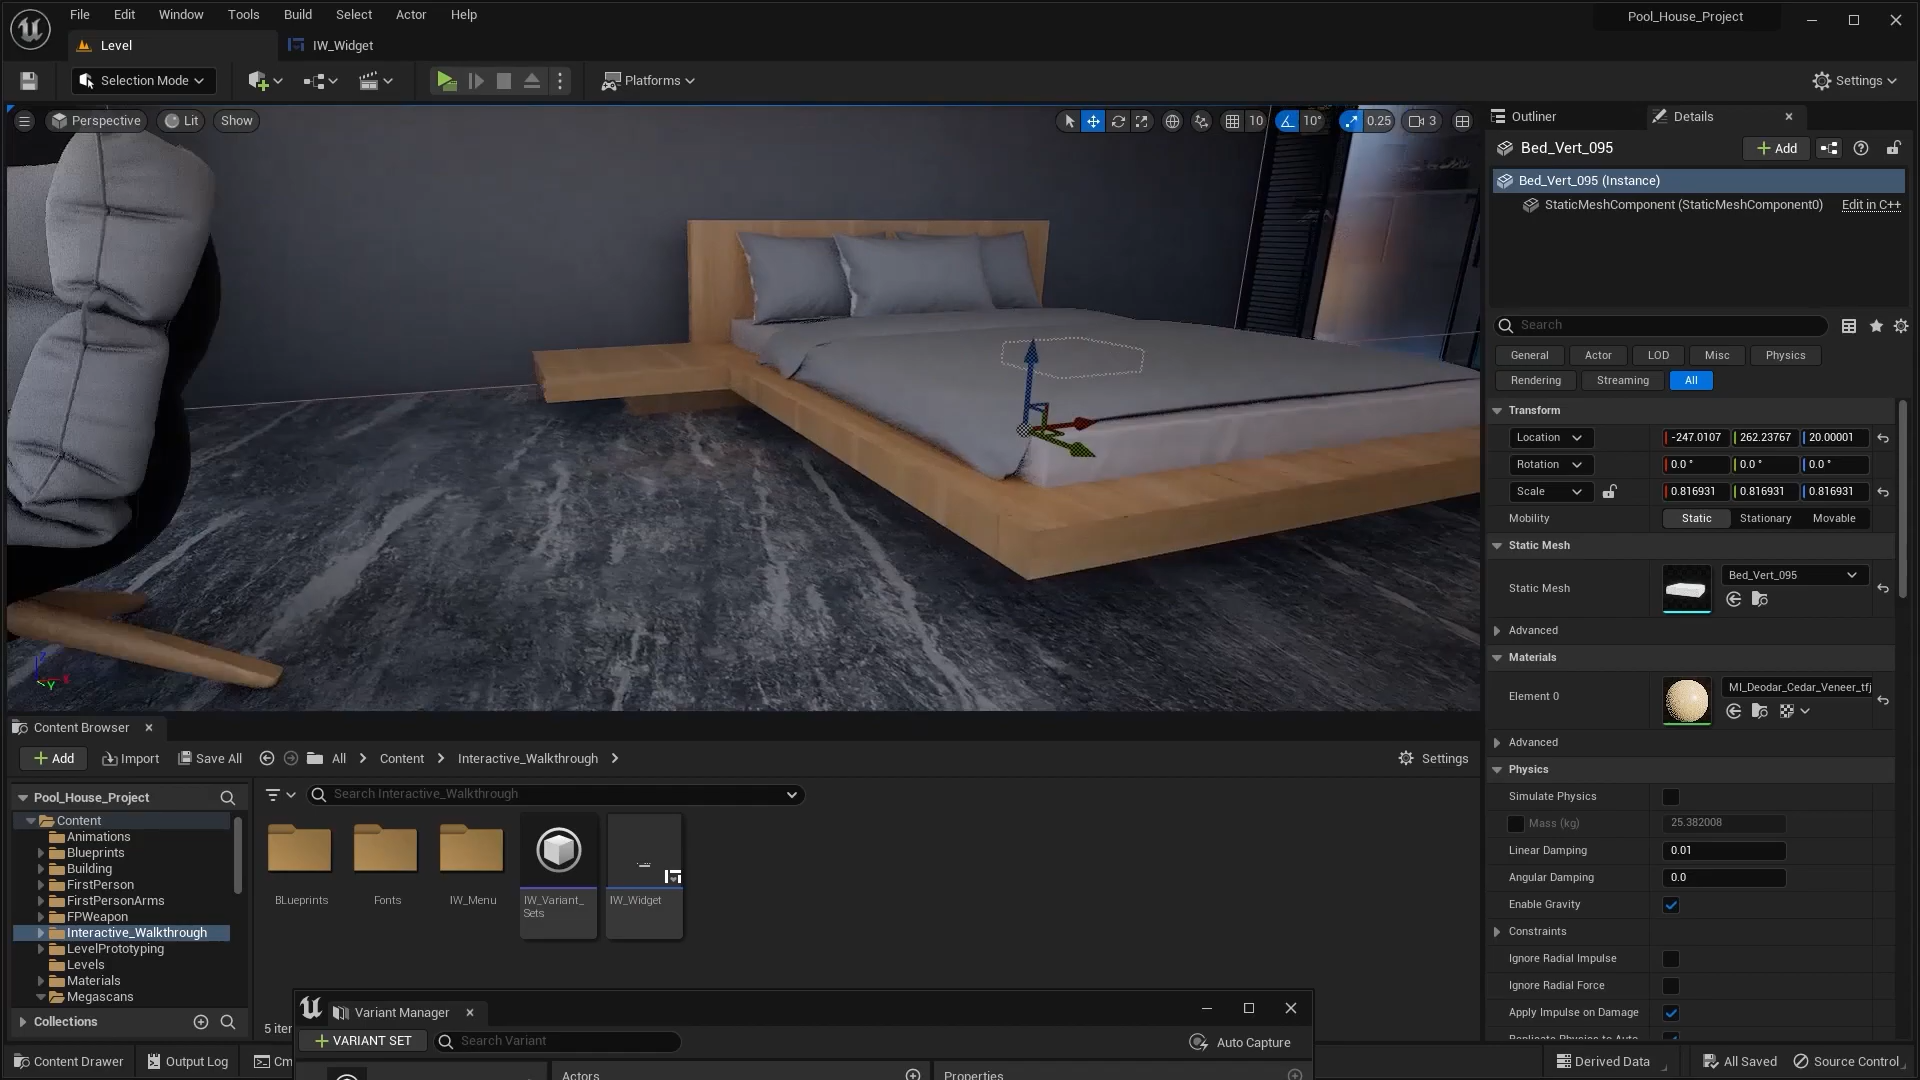 File Edit Window Tools Build Select Actor Help
Pool_House_Project
Level
IW_Widget
Selection Mode
Platforms
Settings
Perspective
Lit
Show
10
10°
0.25
3
Outliner
Details
Bed_Vert_095
Add
Bed_Vert_095 (Instance)
StaticMeshComponent (StaticMeshComponent0)
Edit in C++
Search
General Actor LOD Misc Physics
Rendering Streaming All
Transform
Location -247.0107 262.23767 20.00001
Rotation 0.0 ° 0.0 ° 0.0 °
Scale 0.816931 0.816931 0.816931
Mobility Static Stationary Movable
Static Mesh
Static Mesh
Bed_Vert_095
Advanced
Materials
Element 0
MI_Deodar_Cedar_Veneer_tfj
Advanced
Physics
Simulate Physics
Mass (kg) 25.382008
Linear Damping 0.01
Angular Damping 0.0
Enable Gravity
Constraints
Ignore Radial Impulse
Ignore Radial Force
Apply Impulse on Damage
Replicate Physics to Auto
Z
X
Y
Content Browser
Add
Import
Save All
All
Content
Interactive_Walkthrough
Settings
Pool_House_Project
Search Interactive_Walkthrough
Content
Animations
Blueprints
Building
FirstPerson
FirstPersonArms
FPWeapon
Interactive_Walkthrough
LevelPrototyping
Levels
Materials
Megascans
Collections
BLueprints
Fonts
IW_Menu
IW_Variant_
Sets
IW_Widget
5 iter
Variant Manager
VARIANT SET
Search Variant
Auto Capture
Actors
Properties
Content Drawer
Output Log
Cm
Derived Data
All Saved
Source Control